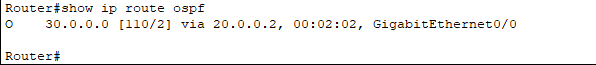 Router#show ip route ospf
O    30.0.0.0 [110/2] via 20.0.0.2, 00:02:02, GigabitEthernet0/0
Router#